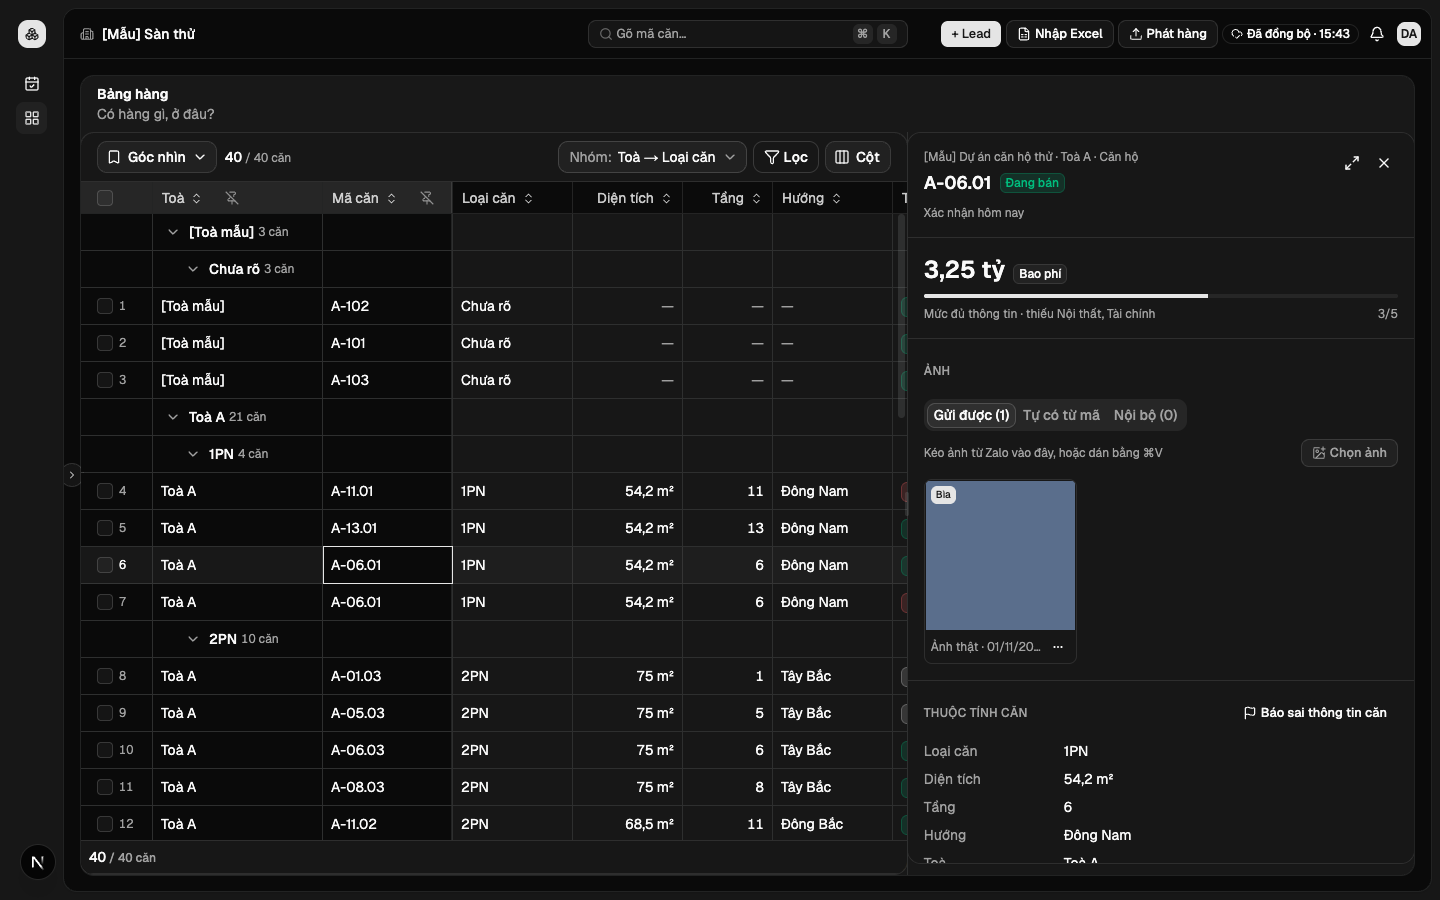 [Mẫu] Sàn thử
Gõ mã căn... ⌘ K
+ Lead
Nhập Excel
Phát hàng
Đã đồng bộ · 15:43
DA
Bảng hàng
Có hàng gì, ở đâu?
Góc nhìn
40 / 40 căn
Nhóm: Toà → Loại căn
Lọc
Cột
Toà Mã căn Loại căn Diện tích Tầng Hướng T
[Toà mẫu] 3 căn
Chưa rõ 3 căn
1 [Toà mẫu] A-102 Chưa rõ — — —
2 [Toà mẫu] A-101 Chưa rõ — — —
3 [Toà mẫu] A-103 Chưa rõ — — —
Toà A 21 căn
1PN 4 căn
4 Toà A A-11.01 1PN 54,2 m² 11 Đông Nam
5 Toà A A-13.01 1PN 54,2 m² 13 Đông Nam
6 Toà A A-06.01 1PN 54,2 m² 6 Đông Nam
7 Toà A A-06.01 1PN 54,2 m² 6 Đông Nam
2PN 10 căn
8 Toà A A-01.03 2PN 75 m² 1 Tây Bắc
9 Toà A A-05.03 2PN 75 m² 5 Tây Bắc
10 Toà A A-06.03 2PN 75 m² 6 Tây Bắc
11 Toà A A-08.03 2PN 75 m² 8 Tây Bắc
12 Toà A A-11.02 2PN 68,5 m² 11 Đông Bắc
40 / 40 căn
N
[Mẫu] Dự án căn hộ thử · Toà A · Căn hộ
A-06.01 Đang bán
Xác nhận hôm nay
3,25 tỷ Bao phí
Mức đủ thông tin · thiếu Nội thất, Tài chính 3/5
ẢNH
Gửi được (1) Tự có từ mã Nội bộ (0)
Kéo ảnh từ Zalo vào đây, hoặc dán bằng ⌘V
Chọn ảnh
Bìa
Ảnh thật · 01/11/20...
THUỘC TÍNH CĂN
Báo sai thông tin căn
Loại căn 1PN
Diện tích 54,2 m²
Tầng 6
Hướng Đông Nam
Toà Toà A